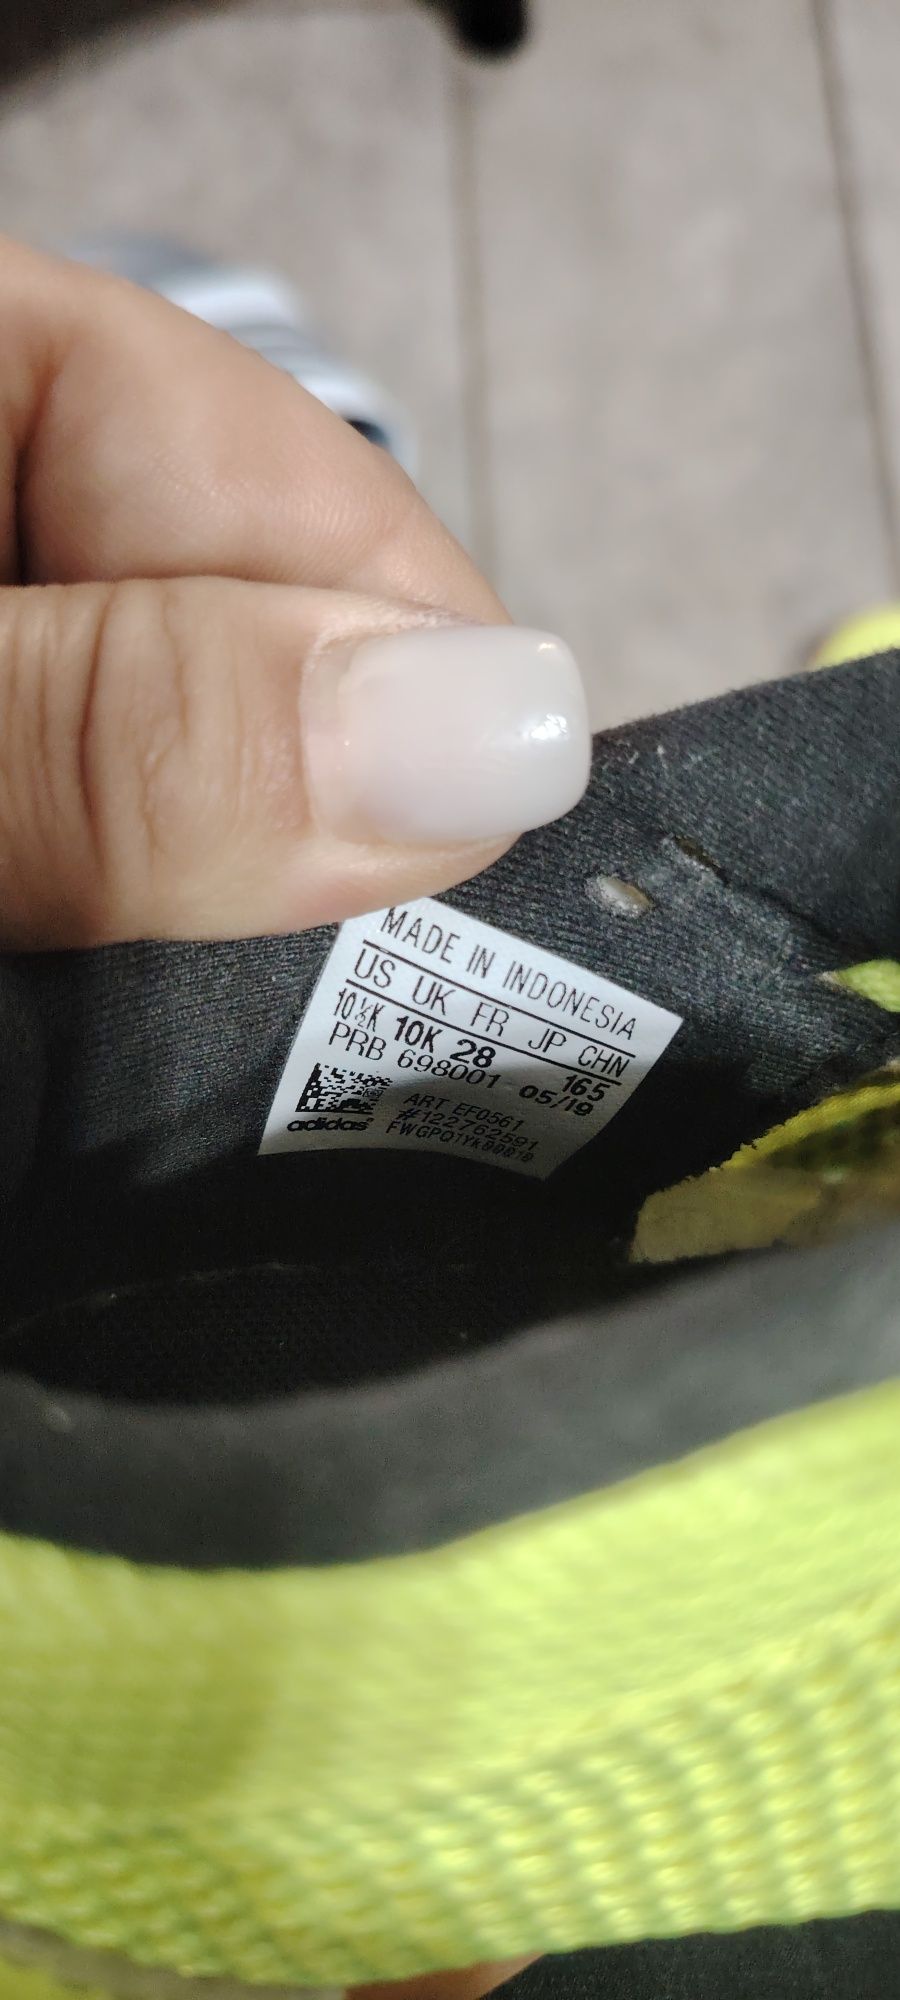 MADE IN INDONESIA
US UK FR JP CHN
10½K 10K 28 165
PRB 698001 05/19
ART EF0561
#122762591
adidas